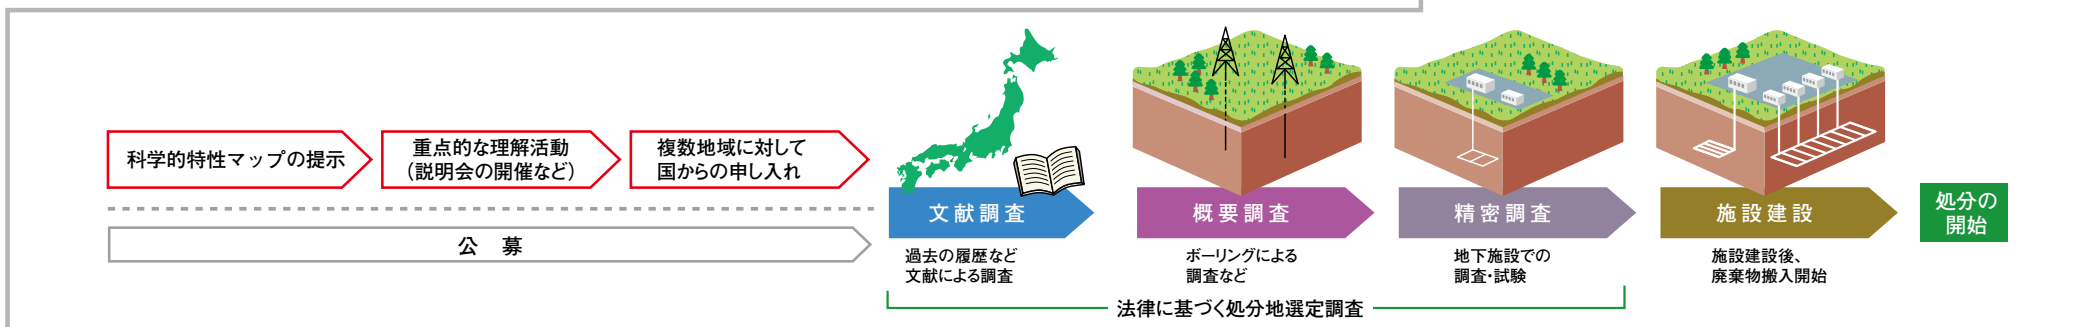 科学的特性マップの提示
重点的な理解活動
（説明会の開催など）
複数地域に対して
国からの申し入れ
公 募
文献調査
過去の履歴など
文献による調査
概要調査
ボーリングによる
調査など
精密調査
地下施設での
調査・試験
施設建設
施設建設後、
廃棄物搬入開始
処分の
開始
法律に基づく処分地選定調査